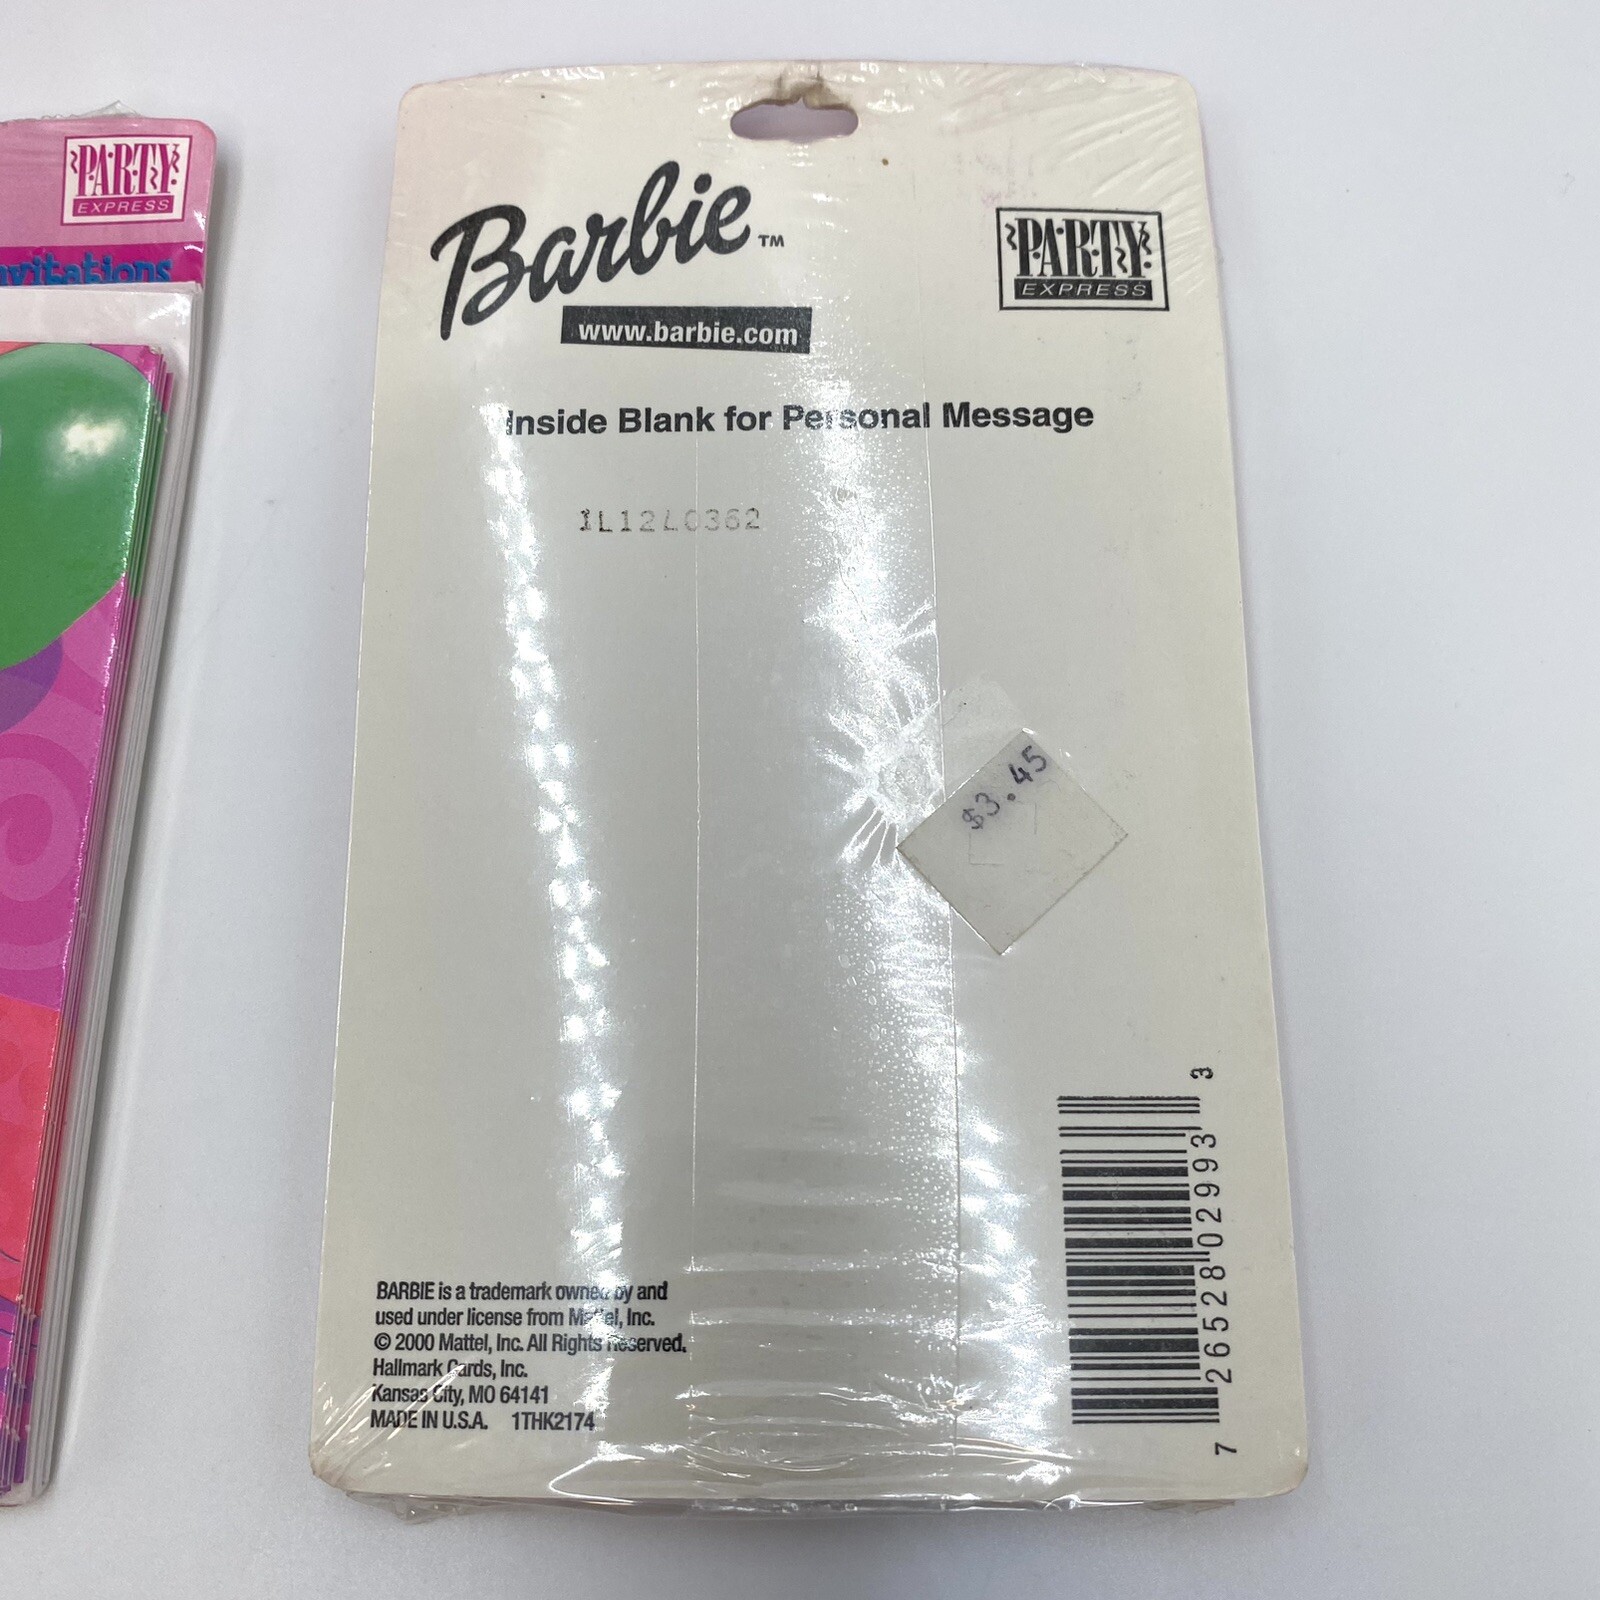 PARTY
EXPRESS
nvitations
Barbie™
www.barbie.com
PARTY
EXPRESS
Inside Blank for Personal Message
1L12L0362
$3.45
BARBIE is a trademark owned by and
used under license from Mattel, Inc.
© 2000 Mattel, Inc. All Rights Reserved.
Hallmark Cards, Inc.
Kansas City, MO 64141
MADE IN U.S.A. 1THK2174
7 26528 02993 3